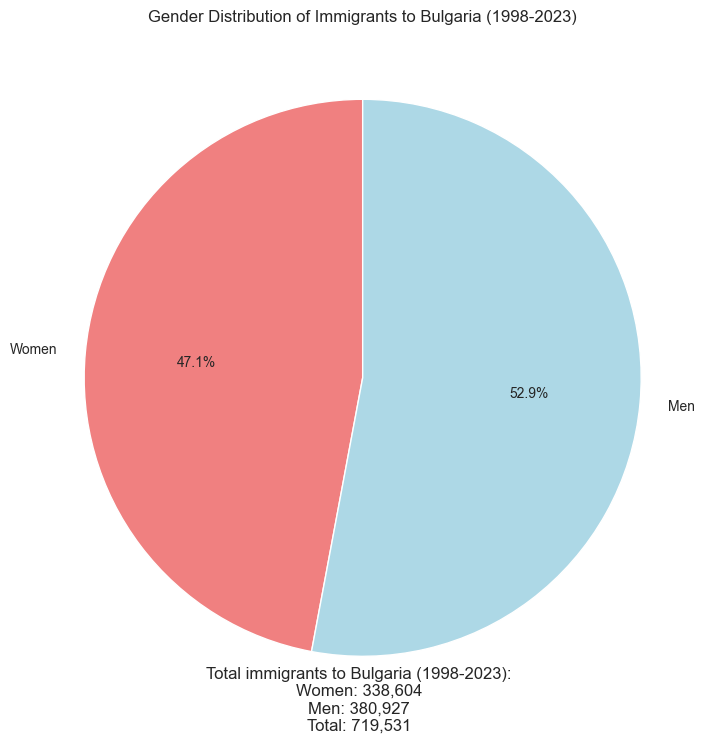 Gender Distribution of Immigrants to Bulgaria (1998-2023)
Women
47.1%
52.9%
Men
Total immigrants to Bulgaria (1998-2023):
Women: 338,604
Men: 380,927
Total: 719,531